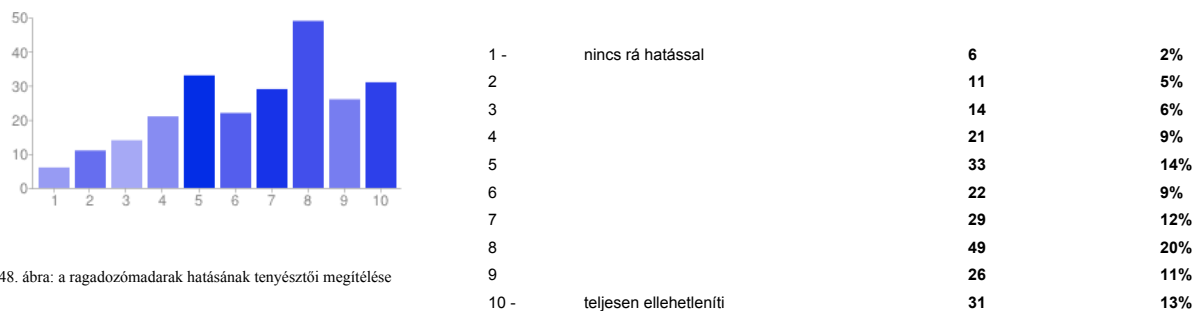 50
40
30
20
10
0
1 2 3 4 5 6 7 8 9 10
48. ábra: a ragadozómadarak hatásának tenyésztői megítélése
1 - nincs rá hatással 6 2%
2 11 5%
3 14 6%
4 21 9%
5 33 14%
6 22 9%
7 29 12%
8 49 20%
9 26 11%
10 - teljesen ellehetleníti 31 13%